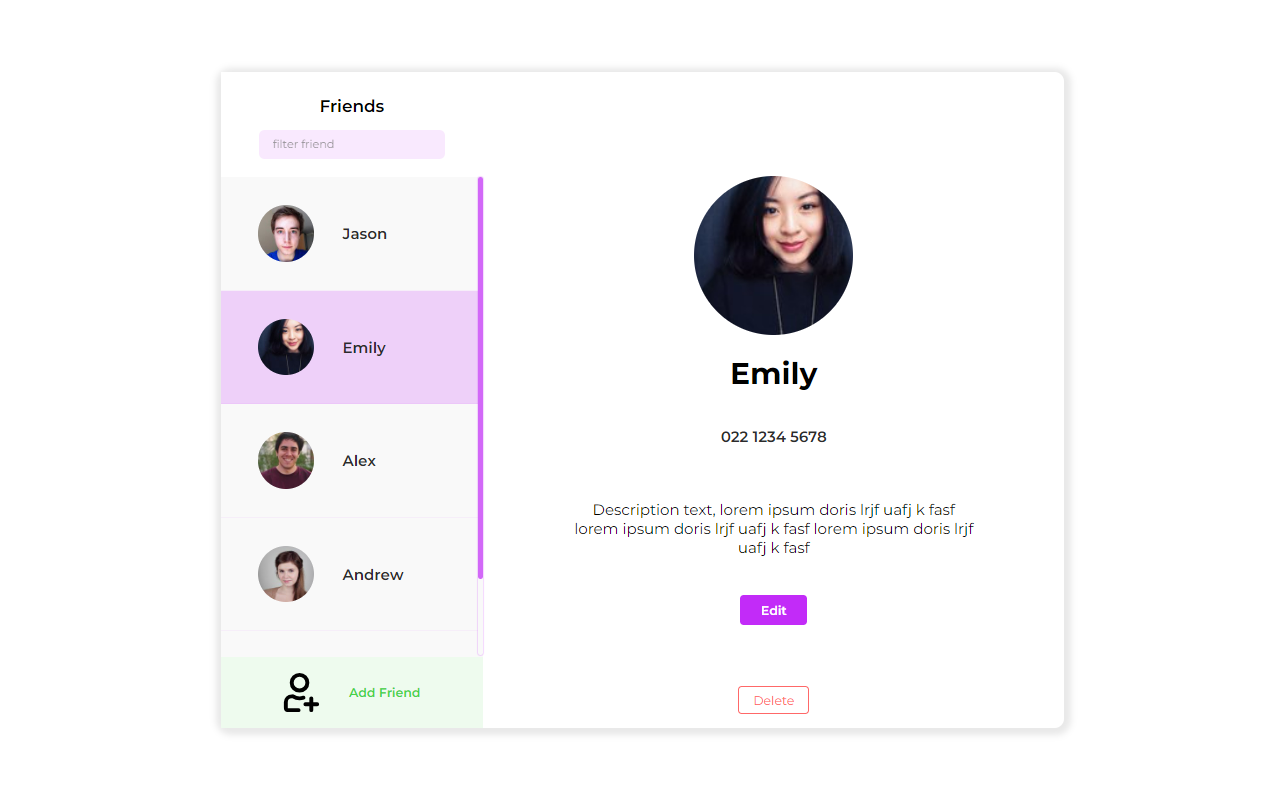 Friends
filter friend
Jason
Emily
Alex
Andrew
Add Friend
Emily
022 1234 5678
Description text, lorem ipsum doris lrjf uafj k fasf
lorem ipsum doris lrjf uafj k fasf lorem ipsum doris lrjf
uafj k fasf
Edit
Delete